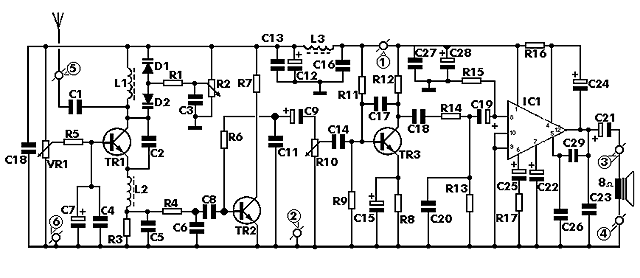 C13
L3
1
C27
C28
R16
5
L1
D1
R1
R2
R7
C12
C16
R11
R12
R15
C24
C1
D2
C3
C17
C19
IC1
C18
R14
C9
R5
R6
C14
C21
C18
VR1
TR1
C2
C11
R10
TR3
C29
3
L2
C25
C22
8Ω
C7
C4
R4
C8
R9
C15
R8
C20
R13
R17
C23
6
R3
C5
C6
TR2
2
C26
4